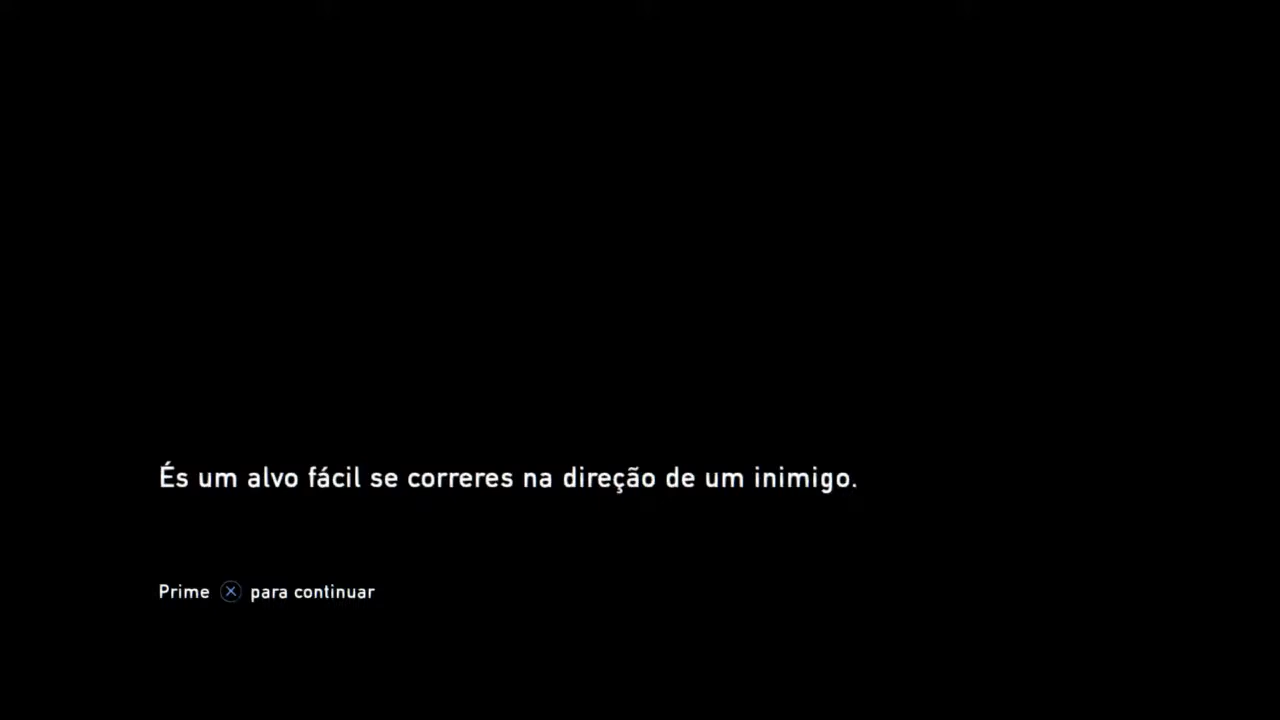 És um alvo fácil se correres na direção de um inimigo.
Prime ⓧ para continuar